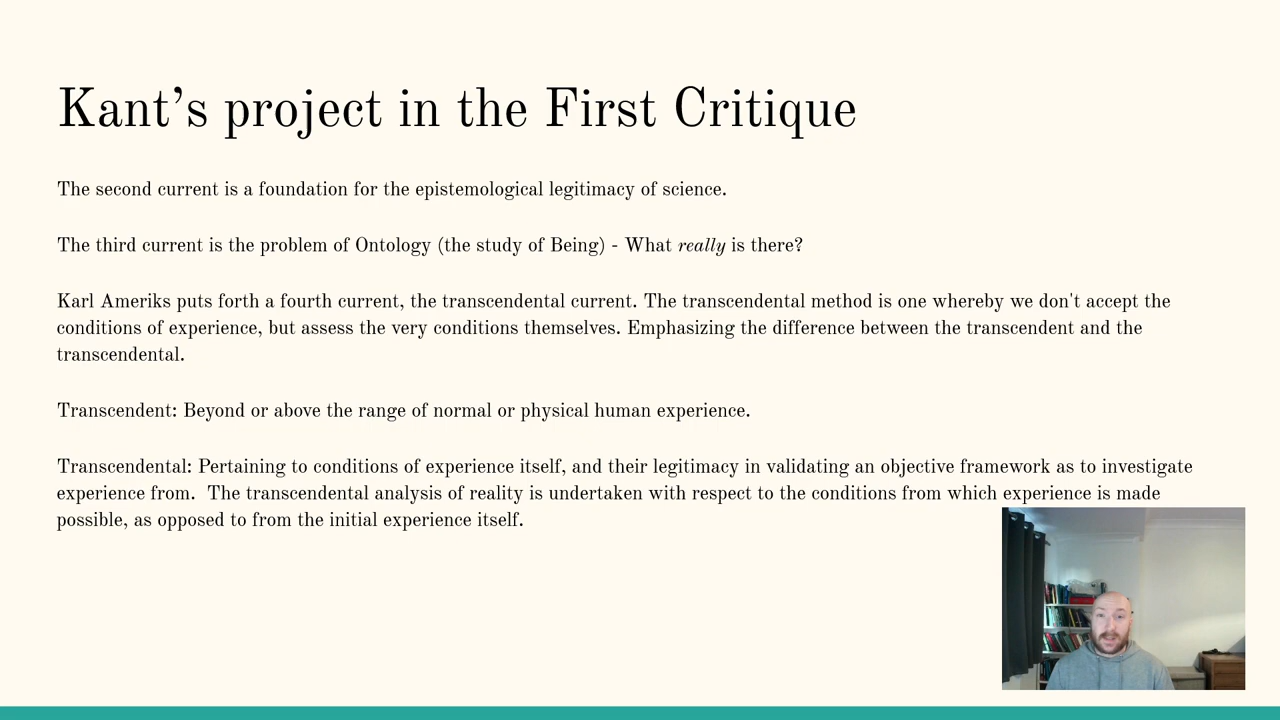 Kant’s project in the First Critique
The second current is a foundation for the epistemological legitimacy of science.
The third current is the problem of Ontology (the study of Being) - What really is there?
Karl Ameriks puts forth a fourth current, the transcendental current. The transcendental method is one whereby we don't accept the
conditions of experience, but assess the very conditions themselves. Emphasizing the difference between the transcendent and the
transcendental.
Transcendent: Beyond or above the range of normal or physical human experience.
Transcendental: Pertaining to conditions of experience itself, and their legitimacy in validating an objective framework as to investigate
experience from.  The transcendental analysis of reality is undertaken with respect to the conditions from which experience is made
possible, as opposed to from the initial experience itself.